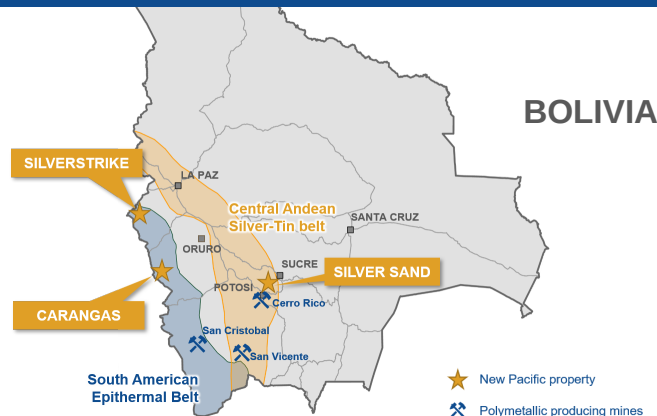 BOLIVIA
SILVERSTRIKE
LA PAZ
Central Andean
Silver-Tin belt
SANTA CRUZ
ORURO
SUCRE
SILVER SAND
POTOSI
Cerro Rico
CARANGAS
San Cristobal
San Vicente
South American
Epithermal Belt
New Pacific property
Polymetallic producing mines